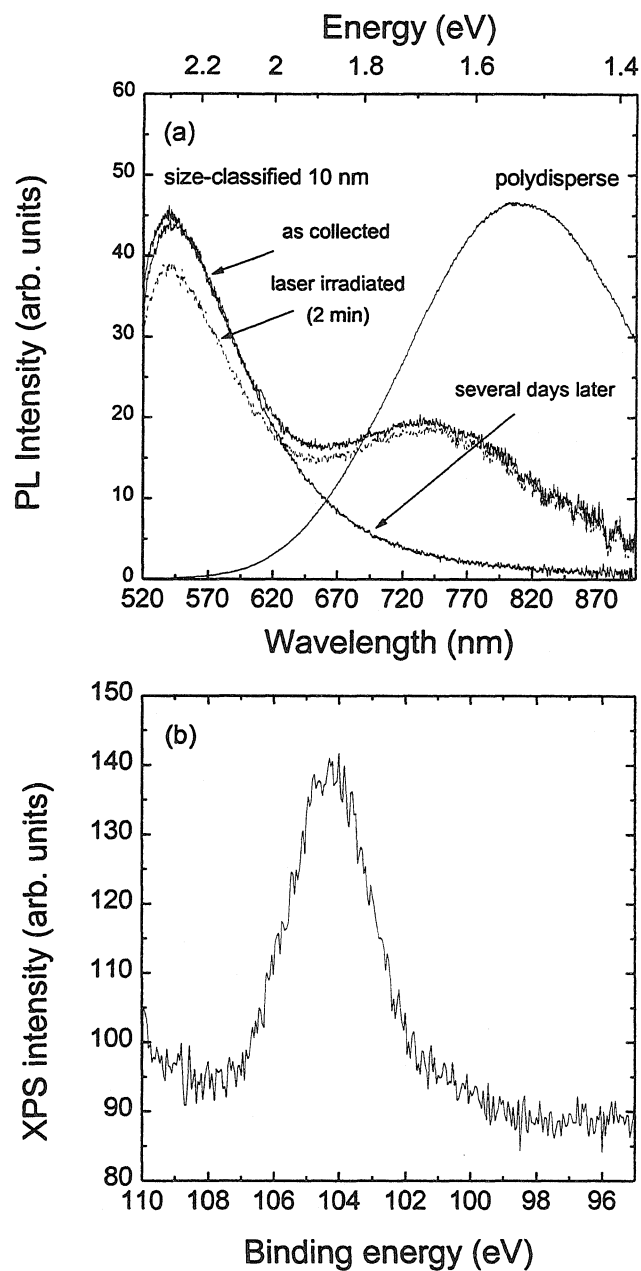 Energy (eV)
2.2 2 1.8 1.6 1.4
60
(a)
size-classified 10 nm
polydisperse
50
as collected
40
laser irradiated
(2 min)
30
several days later
20
10
0
PL Intensity (arb. units)
520 570 620 670 720 770 820 870
Wavelength (nm)
150
(b)
140
130
120
110
100
90
80
XPS intensity (arb. units)
110 108 106 104 102 100 98 96
Binding energy (eV)